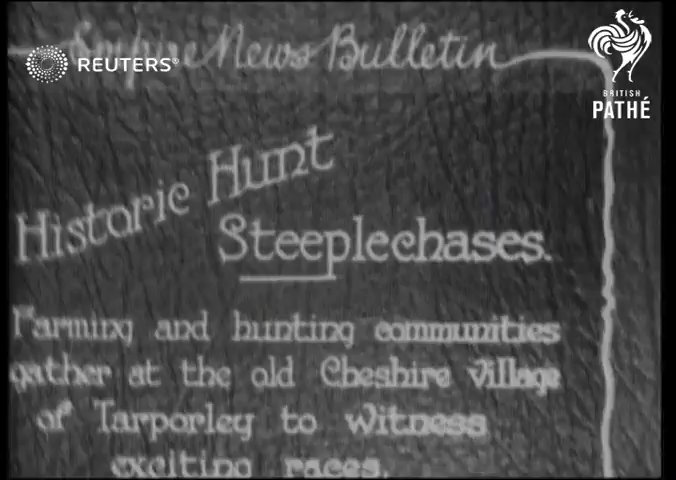 Empire News Bulletin
REUTERS
BRITISH
PATHÉ
Historic Hunt
Steeplechases.
Farming and hunting communities
gather at the old Cheshire village
of Tarporley to witness
exciting races.